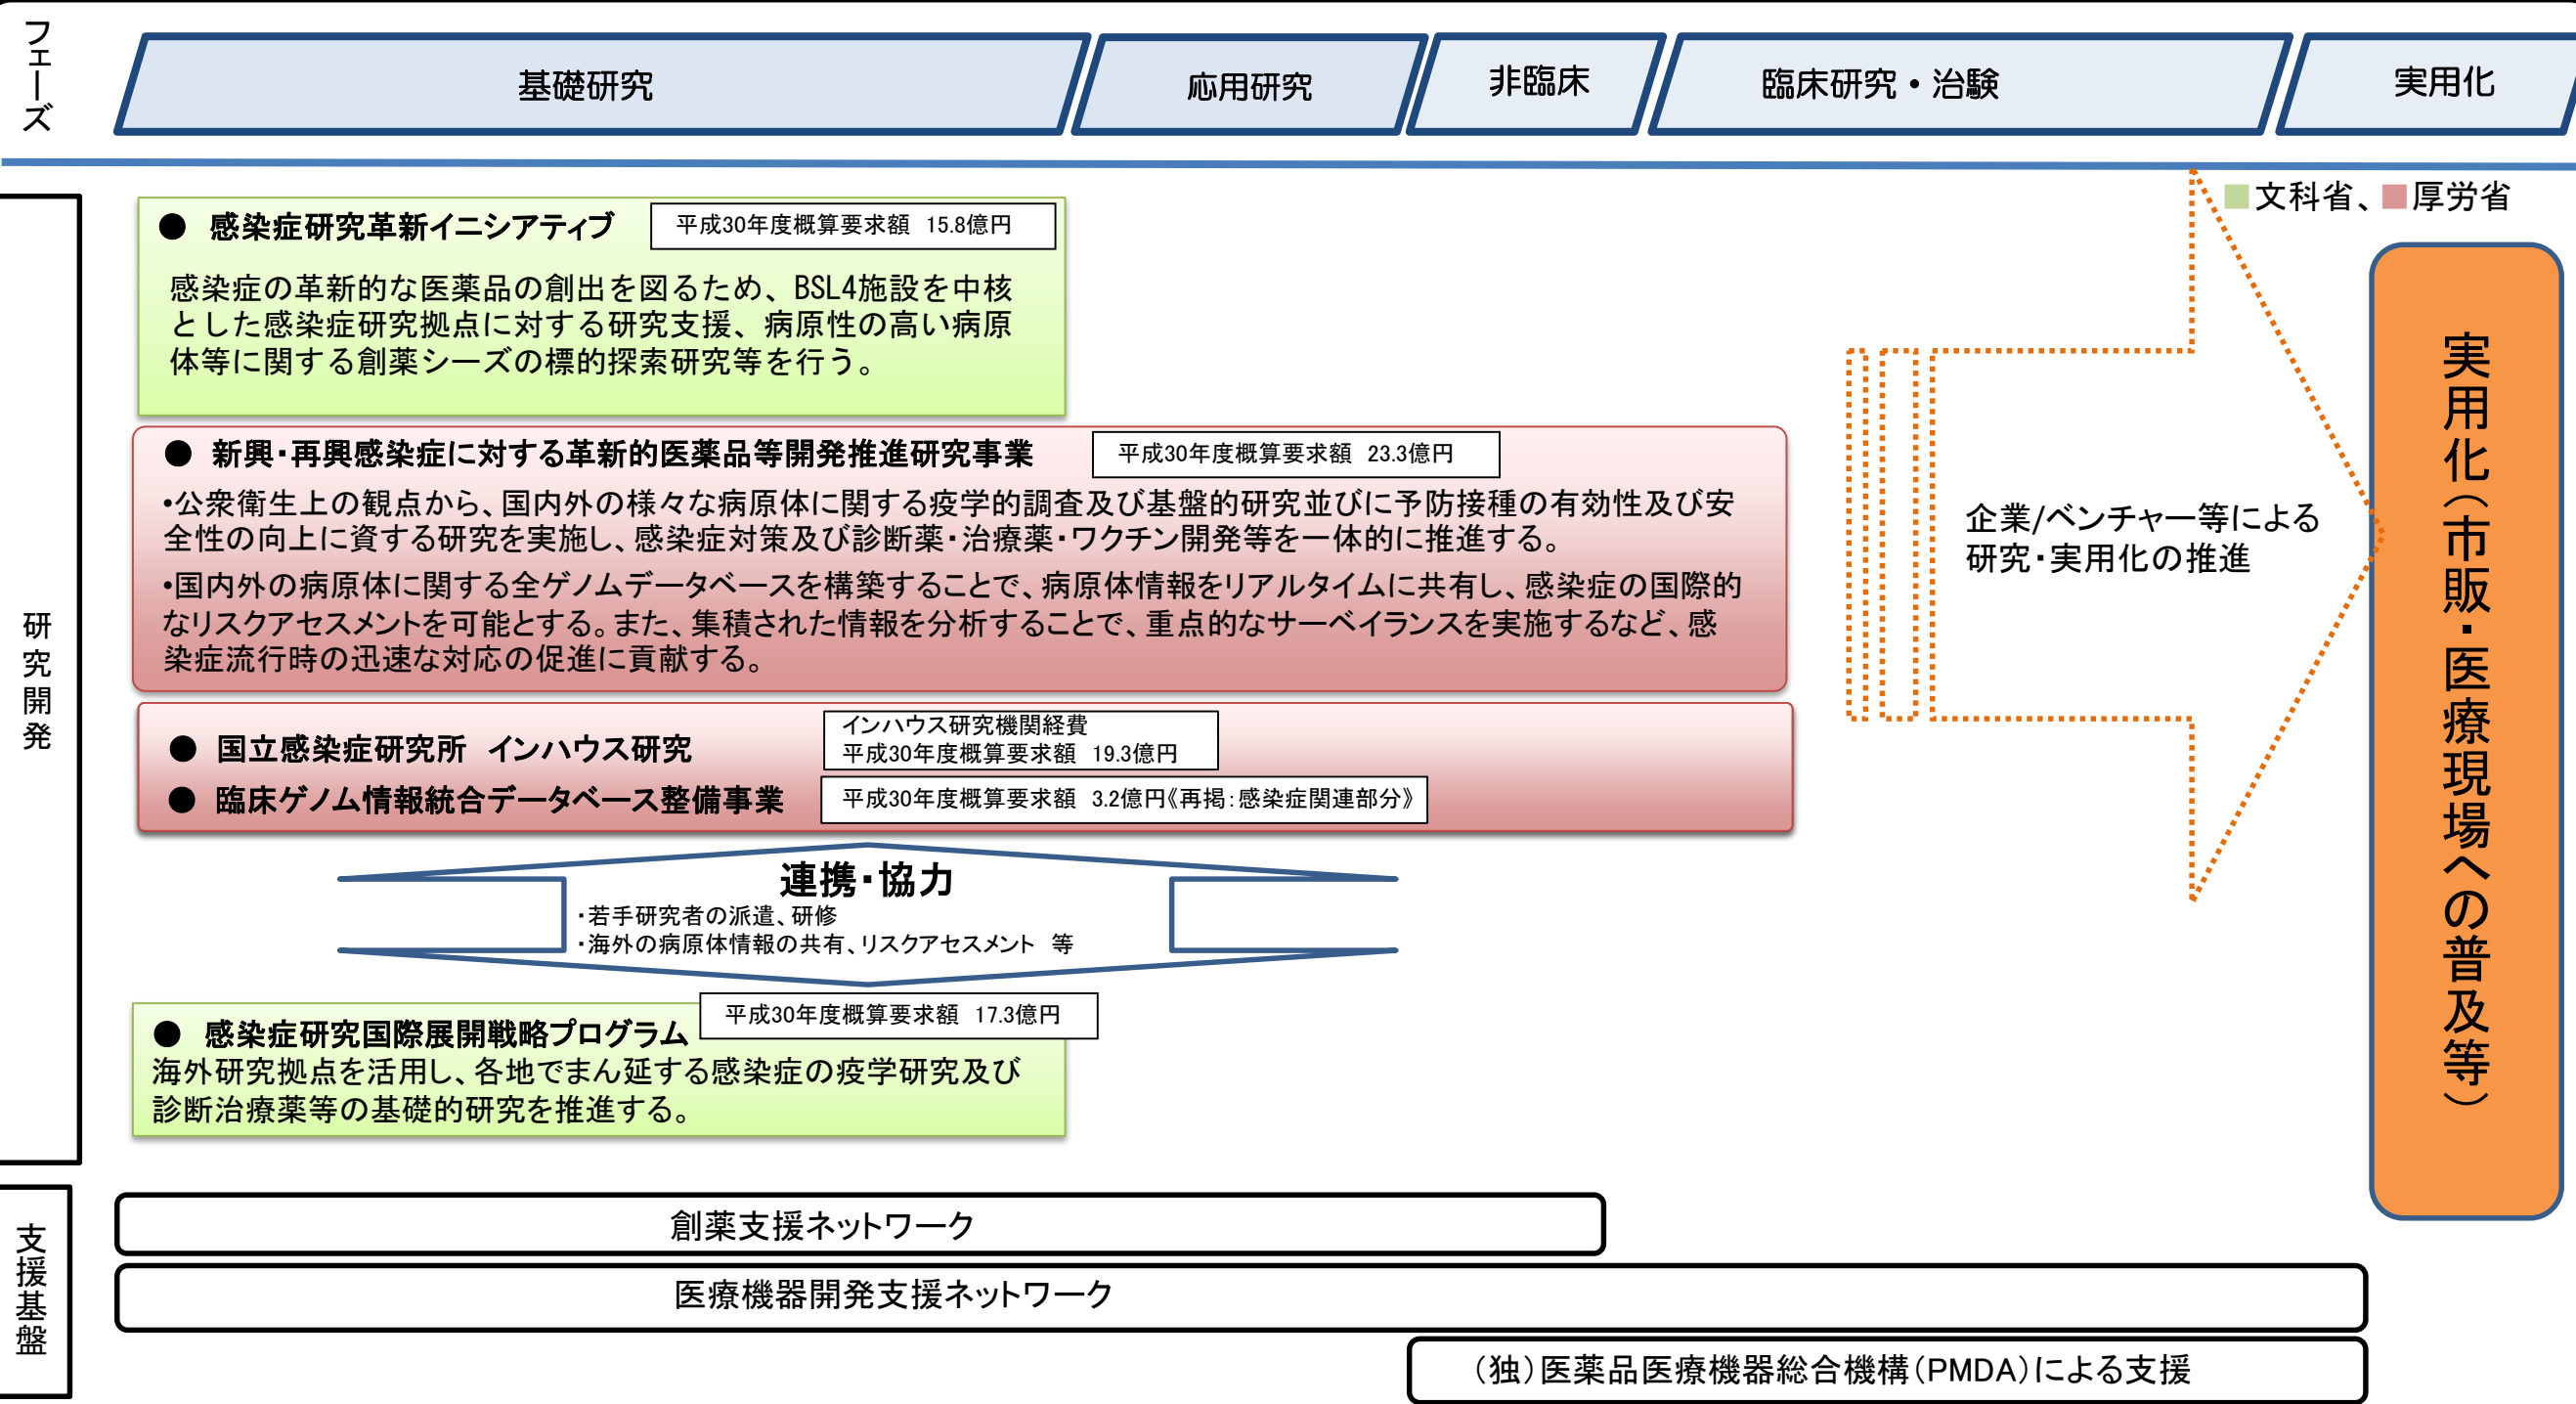 フェーズ
基礎研究
応用研究
非臨床
臨床研究・治験
実用化
文科省、厚労省
研究開発
● 感染症研究革新イニシアティブ
平成30年度概算要求額 15.8億円
感染症の革新的な医薬品の創出を図るため、BSL4施設を中核
とした感染症研究拠点に対する研究支援、病原性の高い病原
体等に関する創薬シーズの標的探索研究等を行う。
● 新興・再興感染症に対する革新的医薬品等開発推進研究事業
平成30年度概算要求額 23.3億円
・公衆衛生上の観点から、国内外の様々な病原体に関する疫学的調査及び基盤的研究並びに予防接種の有効性及び安
全性の向上に資する研究を実施し、感染症対策及び診断薬・治療薬・ワクチン開発等を一体的に推進する。
・国内外の病原体に関する全ゲノムデータベースを構築することで、病原体情報をリアルタイムに共有し、感染症の国際的
なリスクアセスメントを可能とする。また、集積された情報を分析することで、重点的なサーベイランスを実施するなど、感
染症流行時の迅速な対応の促進に貢献する。
● 国立感染症研究所 インハウス研究
インハウス研究機関経費
平成30年度概算要求額 19.3億円
● 臨床ゲノム情報統合データベース整備事業
平成30年度概算要求額 3.2億円《再掲：感染症関連部分》
連携・協力
・若手研究者の派遣、研修
・海外の病原体情報の共有、リスクアセスメント 等
● 感染症研究国際展開戦略プログラム
平成30年度概算要求額 17.3億円
海外研究拠点を活用し、各地でまん延する感染症の疫学研究及び
診断治療薬等の基礎的研究を推進する。
企業/ベンチャー等による
研究・実用化の推進
実用化（市販・医療現場への普及等）
支援基盤
創薬支援ネットワーク
医療機器開発支援ネットワーク
（独）医薬品医療機器総合機構（PMDA）による支援